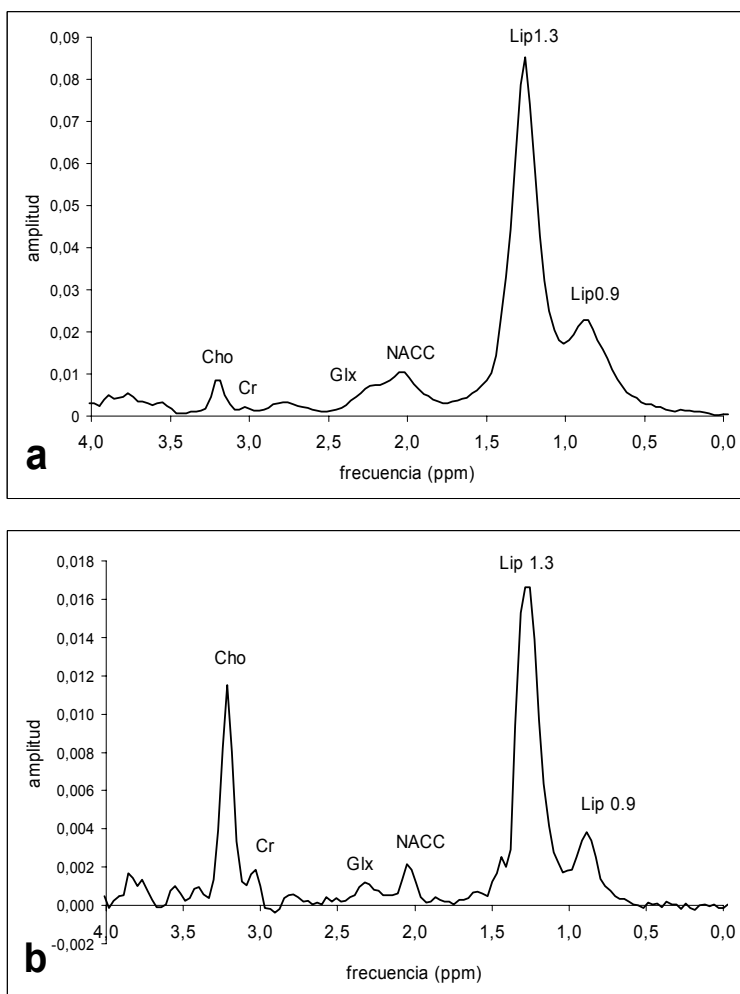 0,09
0,08
0,07
0,06
0,05
0,04
0,03
0,02
0,01
0
amplitud
Lip1.3
Lip0.9
NACC
Glx
Cho
Cr
4,0 3,5 3,0 2,5 2,0 1,5 1,0 0,5 0,0
frecuencia (ppm)
a
0,018
0,016
0,014
0,012
0,010
0,008
0,006
0,004
0,002
0,000
-0,002
amplitud
Lip 1.3
Cho
Lip 0.9
Cr
NACC
Glx
4,0 3,5 3,0 2,5 2,0 1,5 1,0 0,5 0,0
frecuencia (ppm)
b